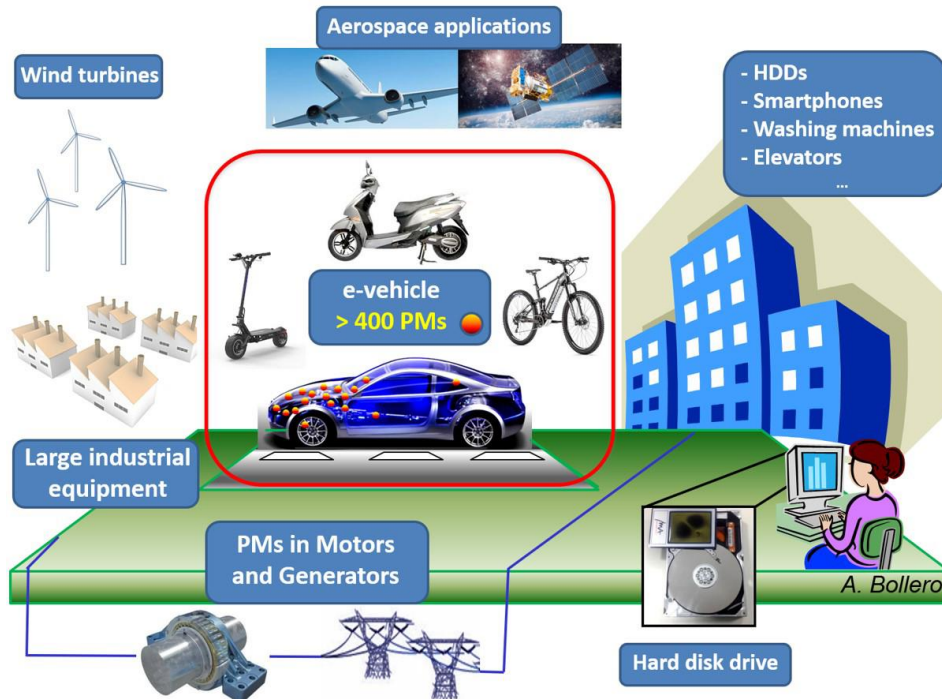 Aerospace applications
Wind turbines
- HDDs
- Smartphones
- Washing machines
- Elevators
...
e-vehicle
> 400 PMs
Large industrial
equipment
PMs in Motors
and Generators
A. Bollero
Hard disk drive